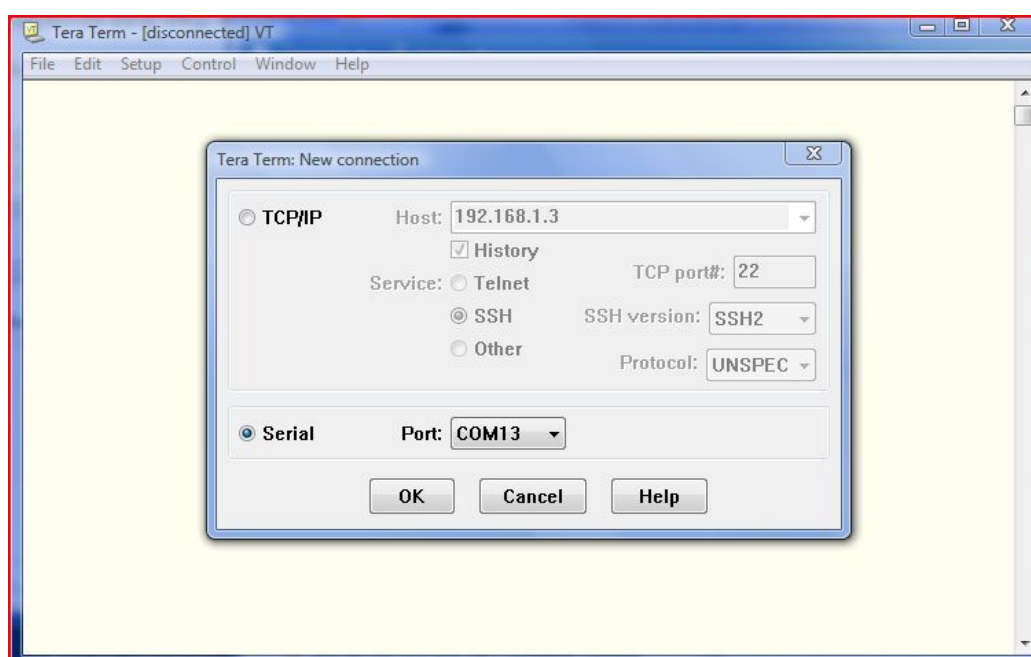 Tera Term - [disconnected] VT
File Edit Setup Control Window Help
Tera Term: New connection
TCP/IP Host: 192.168.1.3
History
Service: Telnet TCP port#: 22
SSH SSH version: SSH2
Other Protocol: UNSPEC
Serial Port: COM13
OK Cancel Help